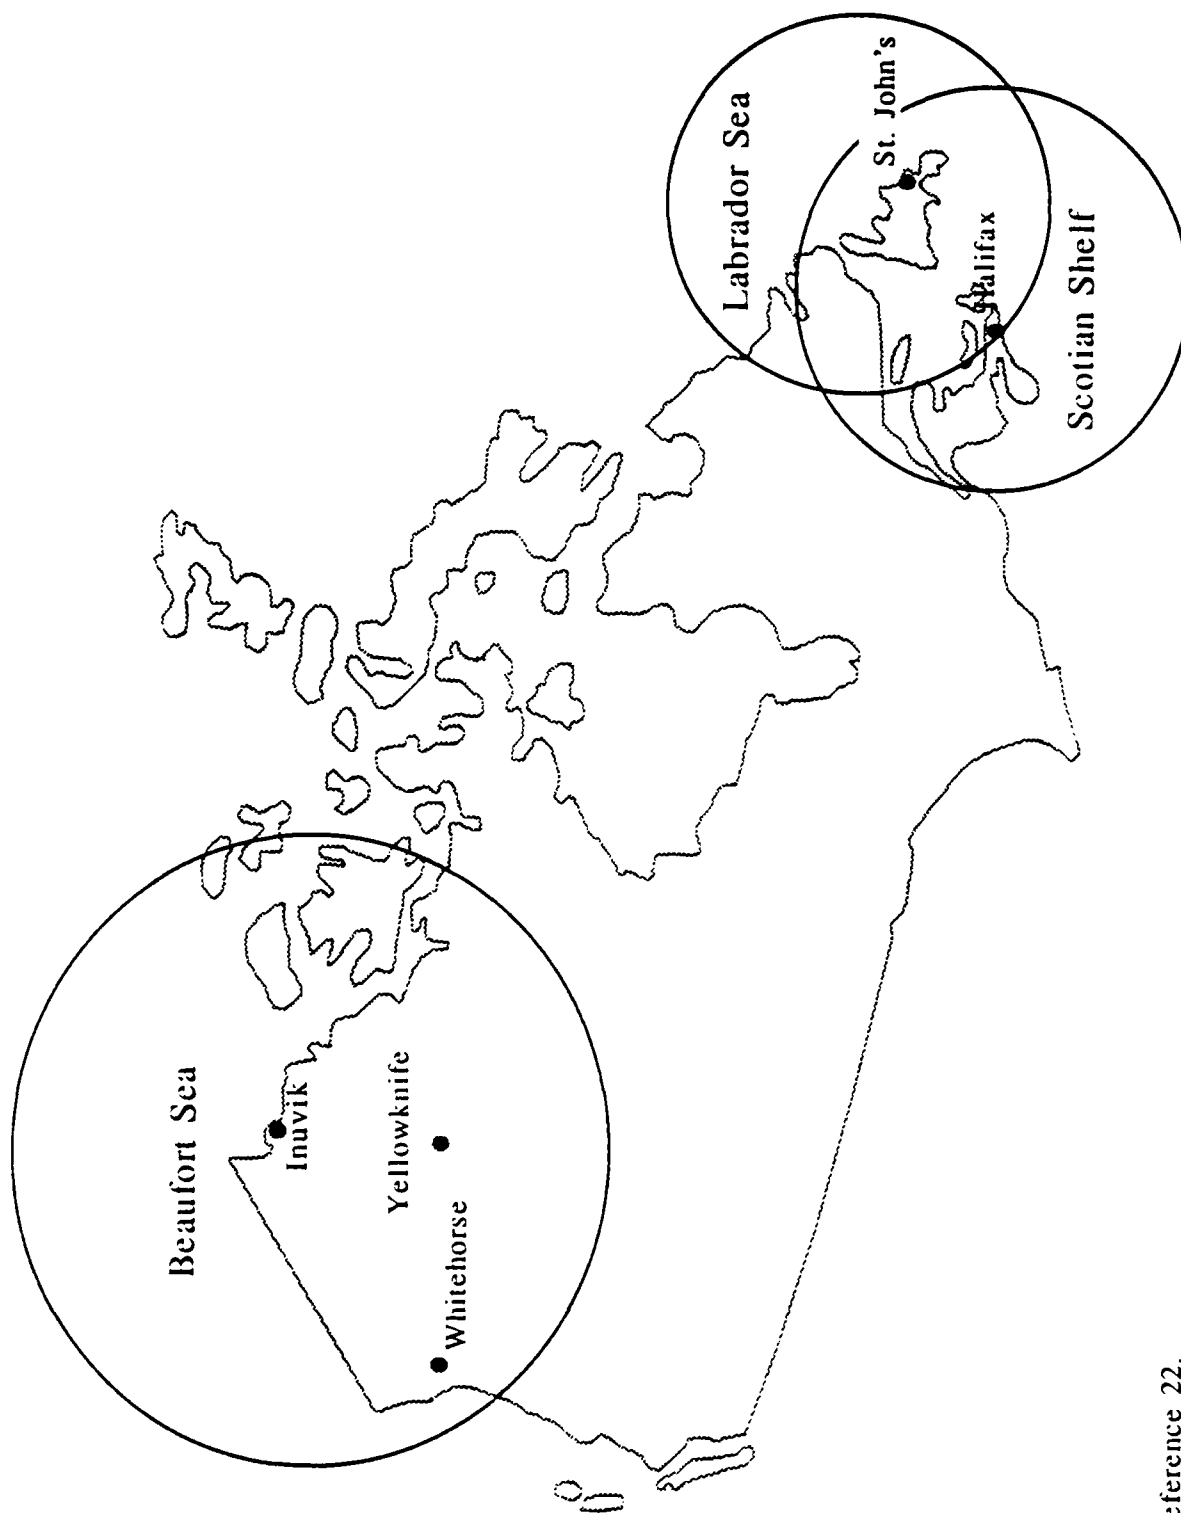 Beaufort Sea
Inuvik
Yellowknife
Whitehorse
Labrador Sea
St. John's
Halifax
Scotian Shelf
eference 22.